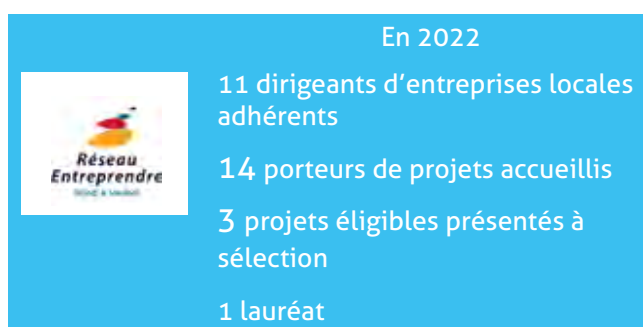 En 2022
11 dirigeants d'entreprises locales
adhérents
14 porteurs de projets accueillis
3 projets éligibles présentés à
sélection
1 lauréat
Réseau
Entreprendre